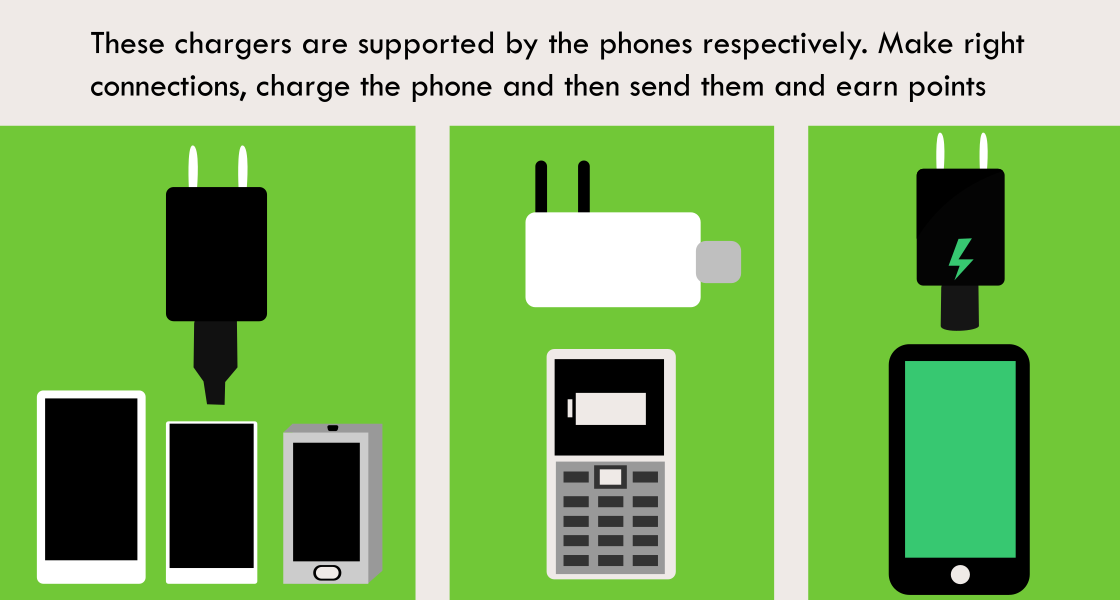 These chargers are supported by the phones respectively. Make right
connections, charge the phone and then send them and earn points